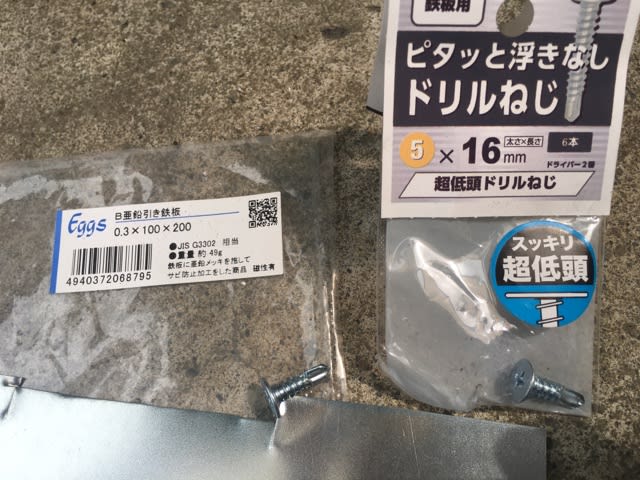 鉄板用
ピタッと浮きなし
ドリルねじ
5×16mm
太さ×長さ
6本
ドライバー2番
超低頭ドリルねじ
スッキリ
超低頭
Eggs
B亜鉛引き鉄板
0.3×100×200
●JIS G3302 相当
●重量 約 49g
鉄板に亜鉛メッキを施して
サビ防止加工をした商品 磁性有
4940372068795